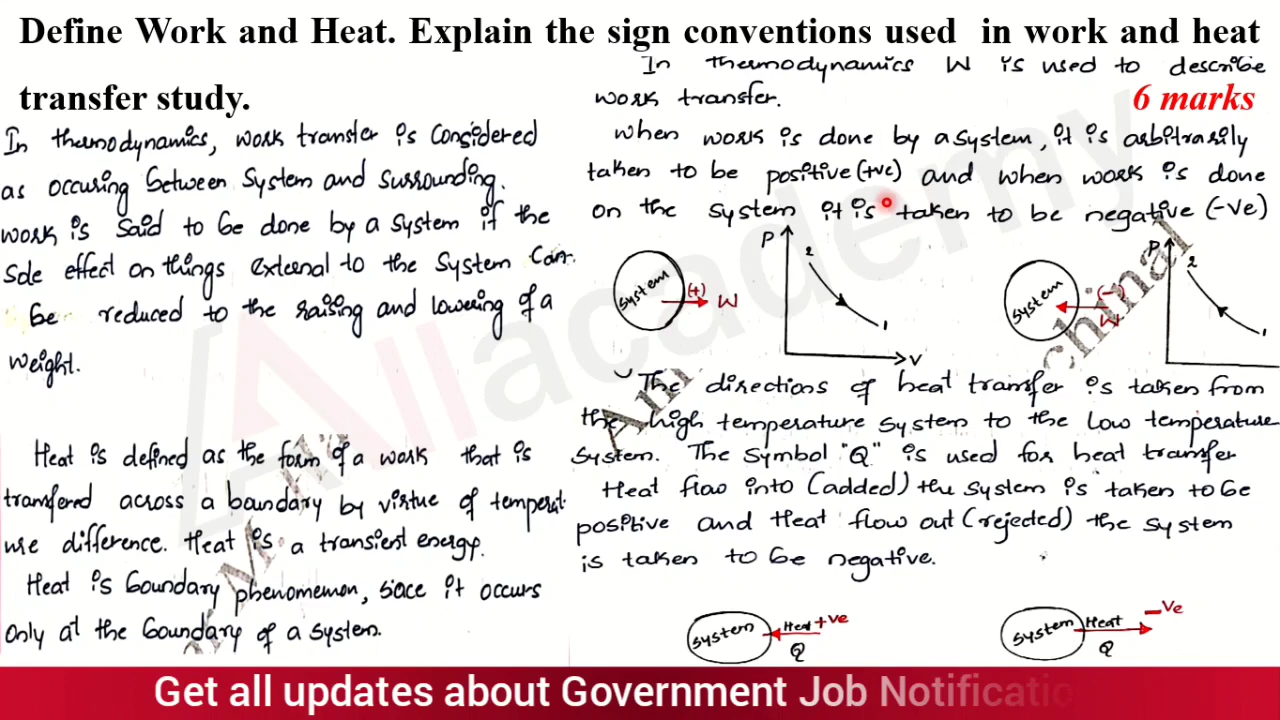 Define Work and Heat. Explain the sign conventions used in work and heat
transfer study.
6 marks
In thermodynamics, work transfer is considered
as occuring between System and Surrounding.
work is said to be done by a System if the
Sole effect on things external to the System Can
be reduced to the raising and lowering of a
weight.
Heat is defined as the form of a work that is
transfered across a boundary by virtue of temperat
ure difference. Heat is a transient energy.
Heat is boundary phenomemon, since it occurs
only at the boundary of a system.
In thermodynamics W is used to describe
work transfer.
when work is done by a system, it is arbitrarily
taken to be positive (+ve) and when work is done
on the system it is taken to be negative (-ve)
System (+) W
P 2 1 V
System (-) W
P 2 1
The directions of heat transfer is taken from
the high temperature system to the low temperature
system. The symbol "Q" is used for heat transfer
Heat flow into (added) the system is taken to be
positive and Heat flow out (rejected) the system
is taken to be negative.
System Heat +ve
Q
System Heat -Ve
Q
Allacademy
Get all updates about Government Job Notificatio